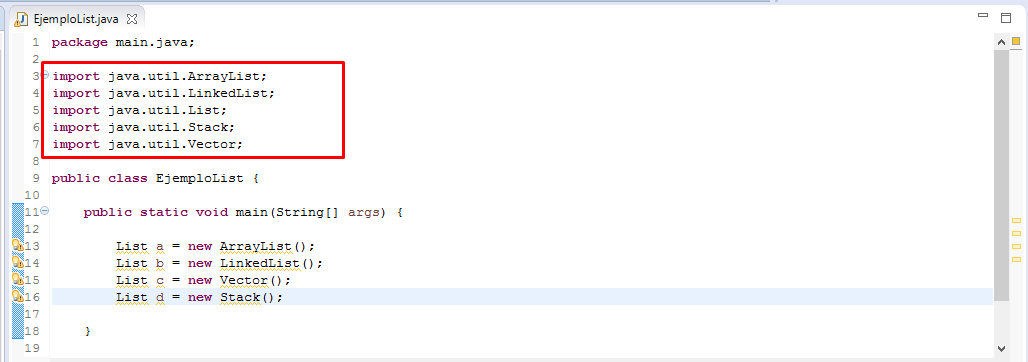 EjemploList.java
1 package main.java;
2
3 import java.util.ArrayList;
4 import java.util.LinkedList;
5 import java.util.List;
6 import java.util.Stack;
7 import java.util.Vector;
8
9 public class EjemploList {
10
11 public static void main(String[] args) {
12
13 List a = new ArrayList();
14 List b = new LinkedList();
15 List c = new Vector();
16 List d = new Stack();
17
18 }
19